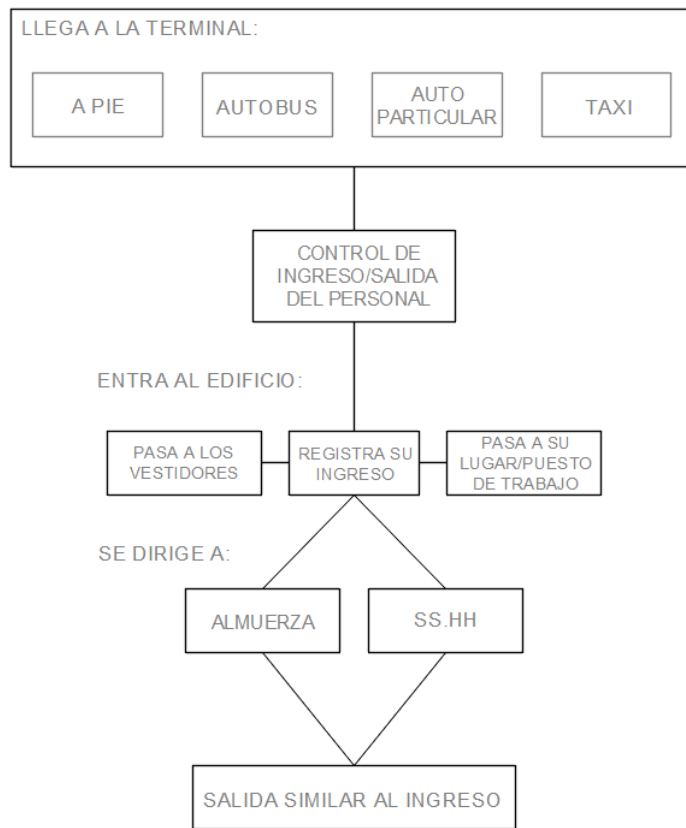 LLEGA A LA TERMINAL:
A PIE
AUTOBUS
AUTO
PARTICULAR
TAXI
CONTROL DE
INGRESO/SALIDA
DEL PERSONAL
ENTRA AL EDIFICIO:
PASA A LOS
VESTIDORES
REGISTRA SU
INGRESO
PASA A SU
LUGAR/PUESTO
DE TRABAJO
SE DIRIGE A:
ALMUERZA
SS.HH
SALIDA SIMILAR AL INGRESO